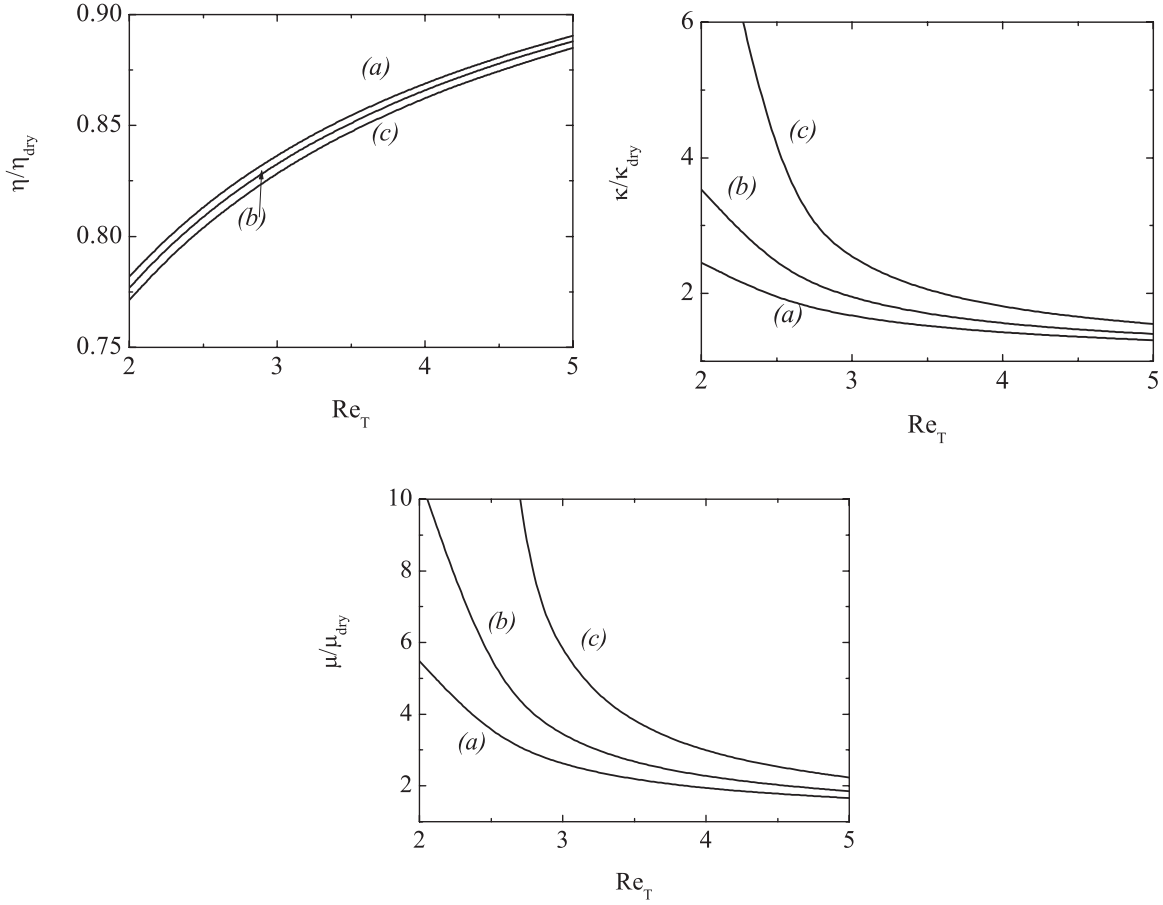 0.90
0.85
0.80
0.75
η/η_dry
(a)
(c)
(b)
2 3 4 5
Re_T
6
4
2
κ/κ_dry
(c)
(b)
(a)
2 3 4 5
Re_T
10
8
6
4
2
μ/μ_dry
(b)
(c)
(a)
2 3 4 5
Re_T